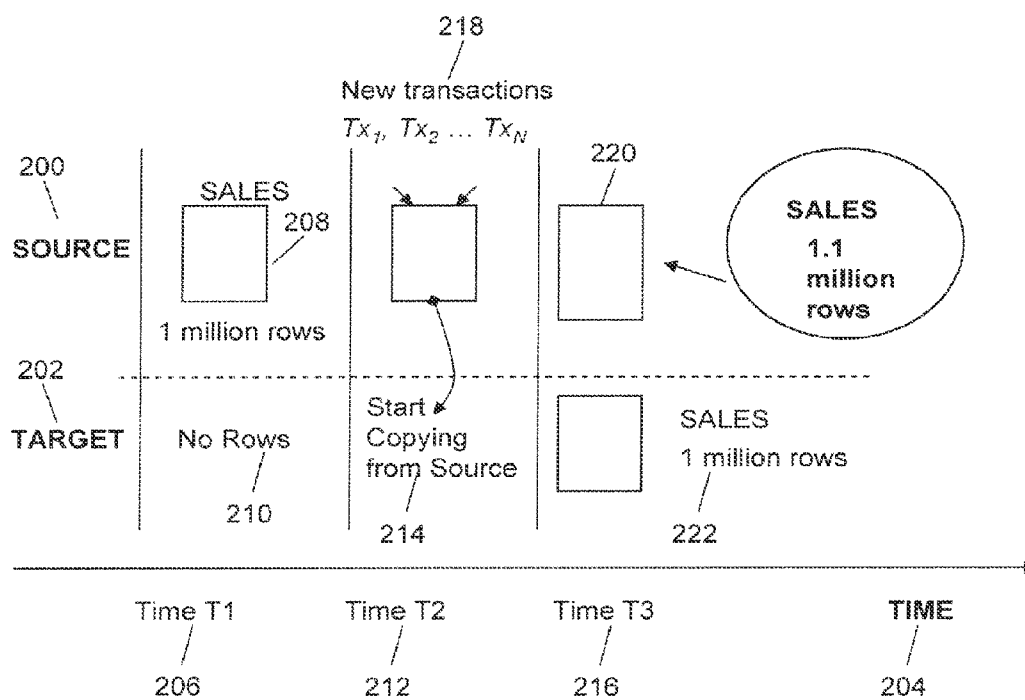 218
New transactions
Tx1, Tx2 ... TxN
200
220
SALES
208
SOURCE
SALES
1.1
million
rows
1 million rows
202
TARGET
No Rows
Start
Copying
from Source
SALES
1 million rows
210
214
222
Time T1
Time T2
Time T3
TIME
206
212
216
204